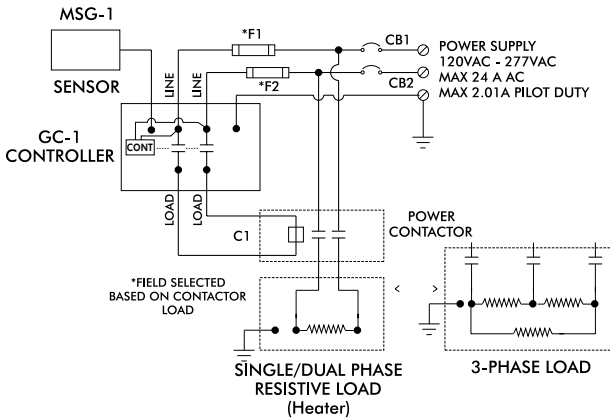 MSG-1
SENSOR
*F1
*F2
CB1
CB2
POWER SUPPLY
120VAC - 277VAC
MAX 24 A AC
MAX 2.01A PILOT DUTY
LINE
LINE
GC-1
CONTROLLER
CONT
LOAD
LOAD
C1
POWER
CONTACTOR
*FIELD SELECTED
BASED ON CONTACTOR
LOAD
< >
SINGLE/DUAL PHASE
RESISTIVE LOAD
(Heater)
3-PHASE LOAD